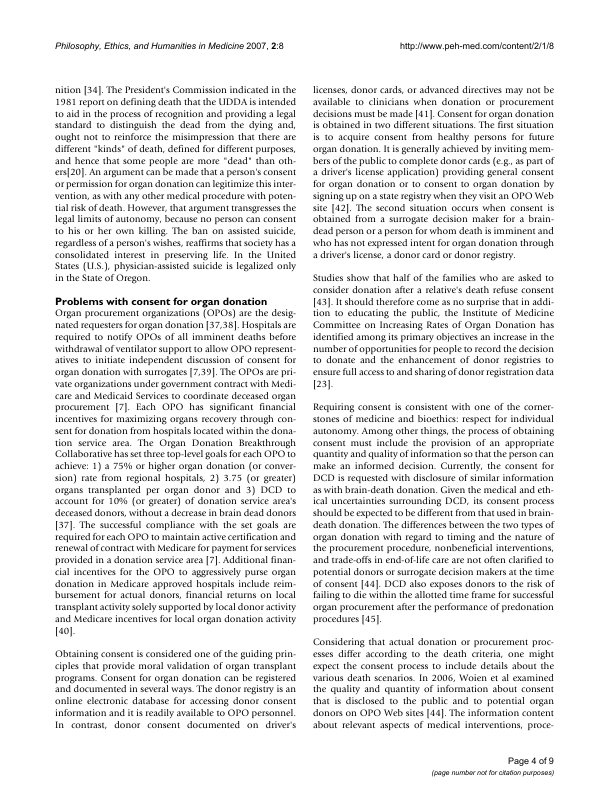 Philosophy, Ethics, and Humanities in Medicine 2007, 2:8
http://www.peh-med.com/content/2/1/8
nition [34]. The President's Commission indicated in the
1981 report on defining death that the UDDA is intended
to aid in the process of recognition and providing a legal
standard to distinguish the dead from the dying and,
ought not to reinforce the misimpression that there are
different "kinds" of death, defined for different purposes,
and hence that some people are more "dead" than oth-
ers[20]. An argument can be made that a person's consent
or permission for organ donation can legitimize this inter-
vention, as with any other medical procedure with poten-
tial risk of death. However, that argument transgresses the
legal limits of autonomy, because no person can consent
to his or her own killing. The ban on assisted suicide,
regardless of a person's wishes, reaffirms that society has a
consolidated interest in preserving life. In the United
States (U.S.), physician-assisted suicide is legalized only
in the State of Oregon.
Problems with consent for organ donation
Organ procurement organizations (OPOs) are the desig-
nated requesters for organ donation [37,38]. Hospitals are
required to notify OPOs of all imminent deaths before
withdrawal of ventilator support to allow OPO represent-
atives to initiate independent discussion of consent for
organ donation with surrogates [7,39]. The OPOs are pri-
vate organizations under government contract with Medi-
care and Medicaid Services to coordinate deceased organ
procurement [7]. Each OPO has significant financial
incentives for maximizing organs recovery through con-
sent for donation from hospitals located within the dona-
tion service area. The Organ Donation Breakthrough
Collaborative has set three top-level goals for each OPO to
achieve: 1) a 75% or higher organ donation (or conver-
sion) rate from regional hospitals, 2) 3.75 (or greater)
organs transplanted per organ donor and 3) DCD to
account for 10% (or greater) of donation service area's
deceased donors, without a decrease in brain dead donors
[37]. The successful compliance with the set goals are
required for each OPO to maintain active certification and
renewal of contract with Medicare for payment for services
provided in a donation service area [7]. Additional finan-
cial incentives for the OPO to aggressively purse organ
donation in Medicare approved hospitals include reim-
bursement for actual donors, financial returns on local
transplant activity solely supported by local donor activity
and Medicare incentives for local organ donation activity
[40].
Obtaining consent is considered one of the guiding prin-
ciples that provide moral validation of organ transplant
programs. Consent for organ donation can be registered
and documented in several ways. The donor registry is an
online electronic database for accessing donor consent
information and it is readily available to OPO personnel.
In contrast, donor consent documented on driver's
licenses, donor cards, or advanced directives may not be
available to clinicians when donation or procurement
decisions must be made [41]. Consent for organ donation
is obtained in two different situations. The first situation
is to acquire consent from healthy persons for future
organ donation. It is generally achieved by inviting mem-
bers of the public to complete donor cards (e.g., as part of
a driver's license application) providing general consent
for organ donation or to consent to organ donation by
signing up on a state registry when they visit an OPO Web
site [42]. The second situation occurs when consent is
obtained from a surrogate decision maker for a brain-
dead person or a person for whom death is imminent and
who has not expressed intent for organ donation through
a driver's license, a donor card or donor registry.
Studies show that half of the families who are asked to
consider donation after a relative's death refuse consent
[43]. It should therefore come as no surprise that in addi-
tion to educating the public, the Institute of Medicine
Committee on Increasing Rates of Organ Donation has
identified among its primary objectives an increase in the
number of opportunities for people to record the decision
to donate and the enhancement of donor registries to
ensure full access to and sharing of donor registration data
[23].
Requiring consent is consistent with one of the corner-
stones of medicine and bioethics: respect for individual
autonomy. Among other things, the process of obtaining
consent must include the provision of an appropriate
quantity and quality of information so that the person can
make an informed decision. Currently, the consent for
DCD is requested with disclosure of similar information
as with brain-death donation. Given the medical and eth-
ical uncertainties surrounding DCD, its consent process
should be expected to be different from that used in brain-
death donation. The differences between the two types of
organ donation with regard to timing and the nature of
the procurement procedure, nonbeneficial interventions,
and trade-offs in end-of-life care are not often clarified to
potential donors or surrogate decision makers at the time
of consent [44]. DCD also exposes donors to the risk of
failing to die within the allotted time frame for successful
organ procurement after the performance of predonation
procedures [45].
Considering that actual donation or procurement proc-
esses differ according to the death criteria, one might
expect the consent process to include details about the
various death scenarios. In 2006, Woien et al examined
the quality and quantity of information about consent
that is disclosed to the public and to potential organ
donors on OPO Web sites [44]. The information content
about relevant aspects of medical interventions, proce-
Page 4 of 9
(page number not for citation purposes)